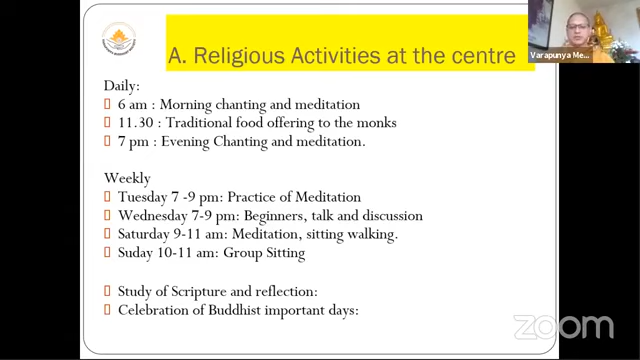 A. Religious Activities at the centre
Varapunya Me...
Daily:
6 am : Morning chanting and meditation
11.30 : Traditional food offering to the monks
7 pm : Evening Chanting and meditation.
Weekly
Tuesday 7 -9 pm: Practice of Meditation
Wednesday 7-9 pm: Beginners, talk and discussion
Saturday 9-11 am: Meditation, sitting walking.
Suday 10-11 am: Group Sitting
Study of Scripture and reflection:
Celebration of Buddhist important days:
zoom